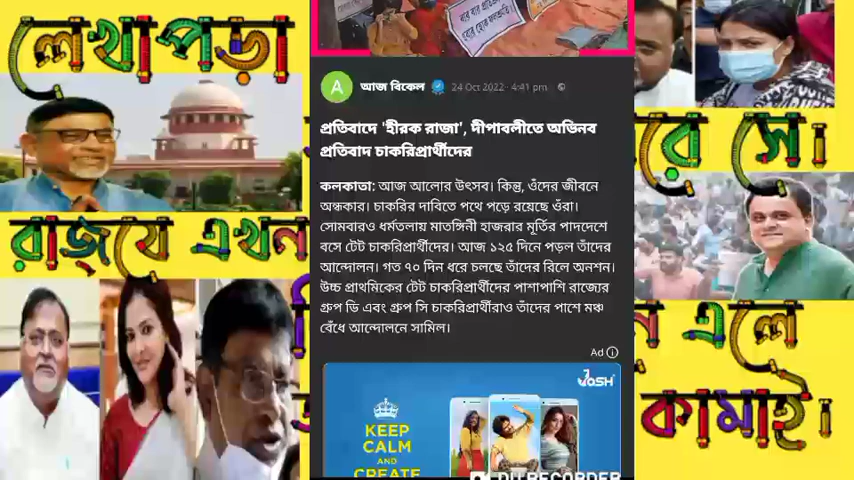 লেখাপড়া
রে সে
রাজ্যে এখন
ন এলে
কামাই।
বার বার প্রতিশ্রুতি
A আজ বিকেল 24 Oct 2022 · 4:41 pm
প্রতিবাদে 'হীরক রাজা', দীপাবলীতে অভিনব
প্রতিবাদ চাকরিপ্রার্থীদের
কলকাতা: আজ আলোর উৎসব। কিন্তু, ওঁদের জীবনে
অন্ধকার। চাকরির দাবিতে পথে পড়ে রয়েছে ওঁরা।
সোমবারও ধর্মতলায় মাতঙ্গিনী হাজরার মূর্তির পাদদেশে
বসে টেট চাকরিপ্রার্থীদের। আজ ১২৫ দিনে পড়ল তাঁদের
আন্দোলন। গত ৭০ দিন ধরে চলছে তাঁদের রিলে অনশন।
উচ্চ প্রাথমিকের টেট চাকরিপ্রার্থীদের পাশাপাশি রাজ্যের
গ্রুপ ডি এবং গ্রুপ সি চাকরিপ্রার্থীরাও তাঁদের পাশে মঞ্চ
বেঁধে আন্দোলনে সামিল।
Ad
JOSH
KEEP
CALM
AND
CREATE
DU RECORDER